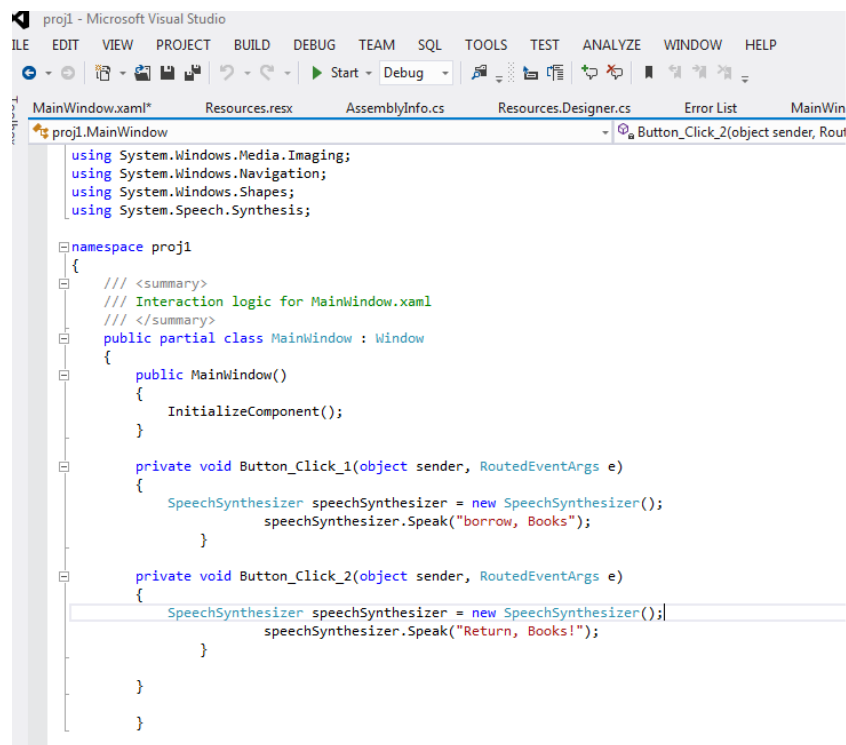 proj1 - Microsoft Visual Studio
ILE EDIT VIEW PROJECT BUILD DEBUG TEAM SQL TOOLS TEST ANALYZE WINDOW HELP
Start Debug
Toolbox
MainWindow.xaml* Resources.resx AssemblyInfo.cs Resources.Designer.cs Error List MainWin
proj1.MainWindow Button_Click_2(object sender, Rout
using System.Windows.Media.Imaging;
using System.Windows.Navigation;
using System.Windows.Shapes;
using System.Speech.Synthesis;
namespace proj1
{
/// <summary>
/// Interaction logic for MainWindow.xaml
/// </summary>
public partial class MainWindow : Window
{
public MainWindow()
{
InitializeComponent();
}
private void Button_Click_1(object sender, RoutedEventArgs e)
{
SpeechSynthesizer speechSynthesizer = new SpeechSynthesizer();
speechSynthesizer.Speak("borrow, Books");
}
private void Button_Click_2(object sender, RoutedEventArgs e)
{
SpeechSynthesizer speechSynthesizer = new SpeechSynthesizer();
speechSynthesizer.Speak("Return, Books!");
}
}
}